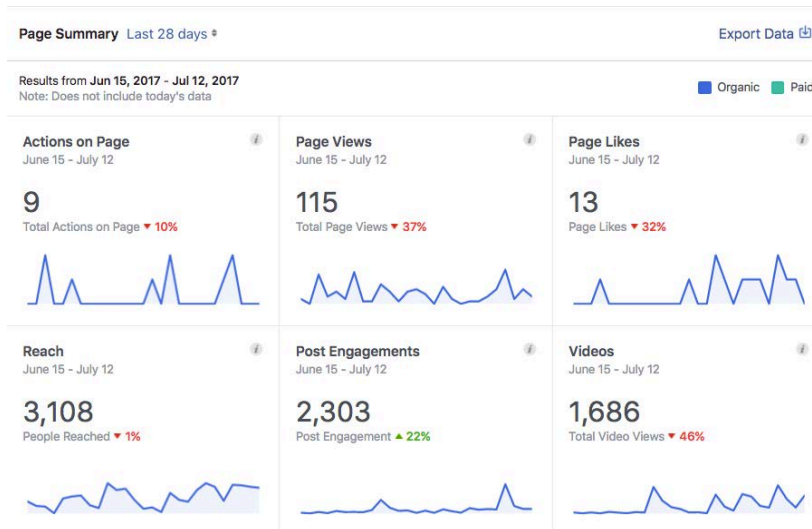 Page Summary Last 28 days
Export Data
Results from Jun 15, 2017 - Jul 12, 2017
Note: Does not include today's data
Organic Paid
Actions on Page
June 15 - July 12
9
Total Actions on Page ▼ 10%
Page Views
June 15 - July 12
115
Total Page Views ▼ 37%
Page Likes
June 15 - July 12
13
Page Likes ▼ 32%
Reach
June 15 - July 12
3,108
People Reached ▼ 1%
Post Engagements
June 15 - July 12
2,303
Post Engagement ▲ 22%
Videos
June 15 - July 12
1,686
Total Video Views ▼ 46%